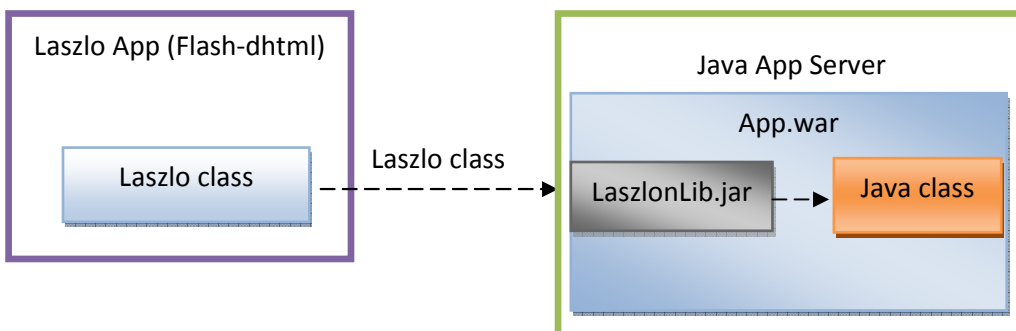 Laszlo App (Flash-dhtml)
Laszlo class
Laszlo class
Java App Server
App.war
LaszlonLib.jar
Java class